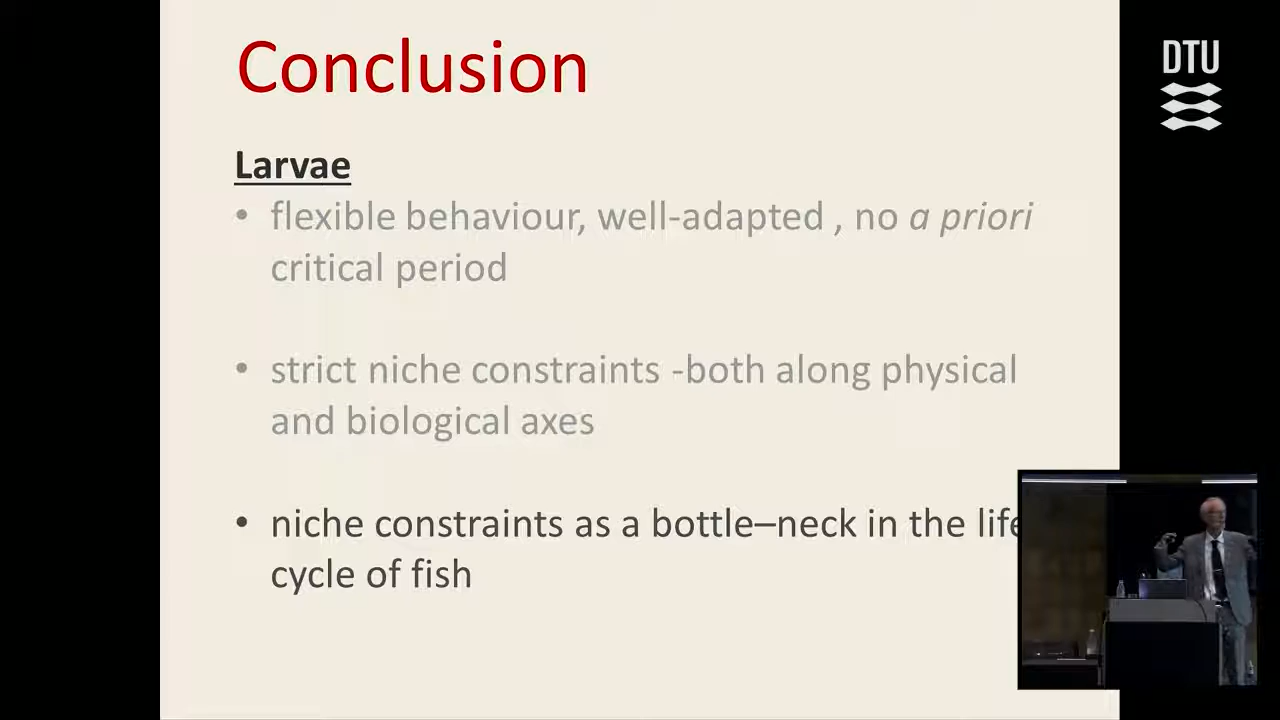 Conclusion
DTU
Larvae
• flexible behaviour, well-adapted , no a priori
critical period
• strict niche constraints -both along physical
and biological axes
• niche constraints as a bottle–neck in the life
cycle of fish